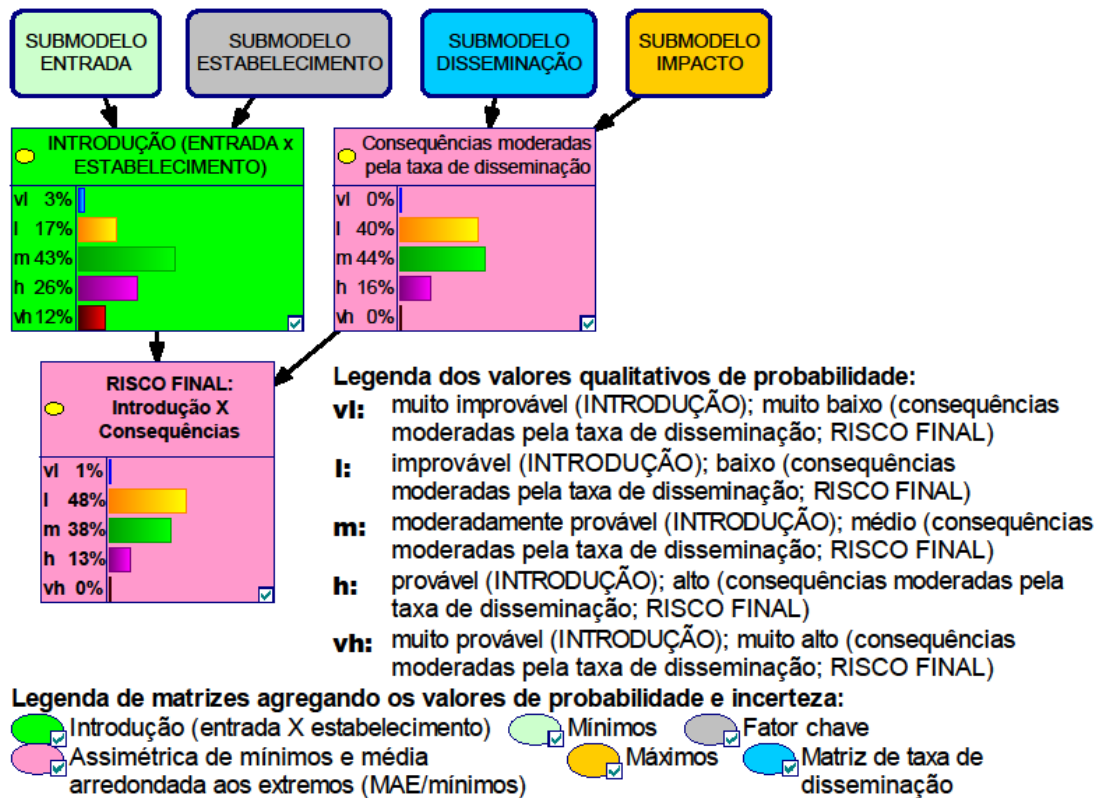 SUBMODELO
ENTRADA
SUBMODELO
ESTABELECIMENTO
SUBMODELO
DISSEMINAÇÃO
SUBMODELO
IMPACTO
INTRODUÇÃO (ENTRADA x
ESTABELECIMENTO)
vl 3%
l 17%
m 43%
h 26%
vh 12%
Consequências moderadas
pela taxa de disseminação
vl 0%
l 40%
m 44%
h 16%
vh 0%
RISCO FINAL:
Introdução X
Consequências
vl 1%
l 48%
m 38%
h 13%
vh 0%
Legenda dos valores qualitativos de probabilidade:
vl: muito improvável (INTRODUÇÃO); muito baixo (consequências
moderadas pela taxa de disseminação; RISCO FINAL)
l: improvável (INTRODUÇÃO); baixo (consequências
moderadas pela taxa de disseminação; RISCO FINAL)
m: moderadamente provável (INTRODUÇÃO); médio (consequências
moderadas pela taxa de disseminação; RISCO FINAL)
h: provável (INTRODUÇÃO); alto (consequências moderadas pela
taxa de disseminação; RISCO FINAL)
vh: muito provável (INTRODUÇÃO); muito alto (consequências
moderadas pela taxa de disseminação; RISCO FINAL)
Legenda de matrizes agregando os valores de probabilidade e incerteza:
Introdução (entrada X estabelecimento) Mínimos Fator chave
Assimétrica de mínimos e média
arredondada aos extremos (MAE/mínimos)
Máximos
Matriz de taxa de
disseminação